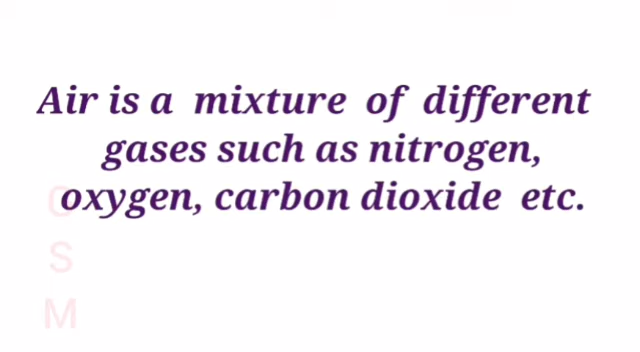 Air is a mixture of different
gases such as nitrogen,
oxygen, carbon dioxide etc.
O
S
M